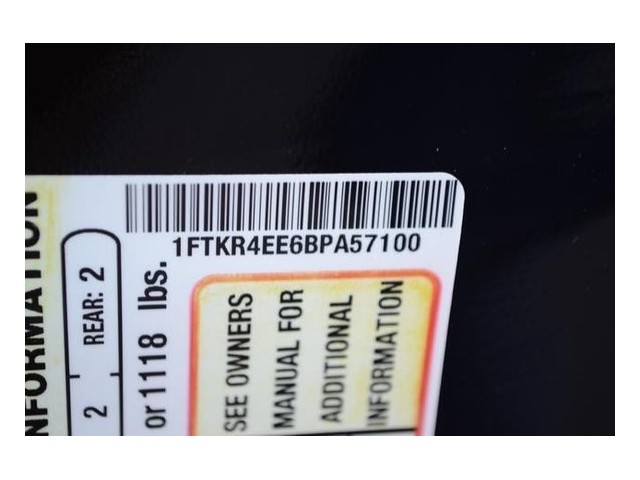 1FTKR4EE6BPA57100
NFORMATION
2 REAR: 2
or 1118 lbs.
SEE OWNERS
MANUAL FOR
ADDITIONAL
INFORMATION